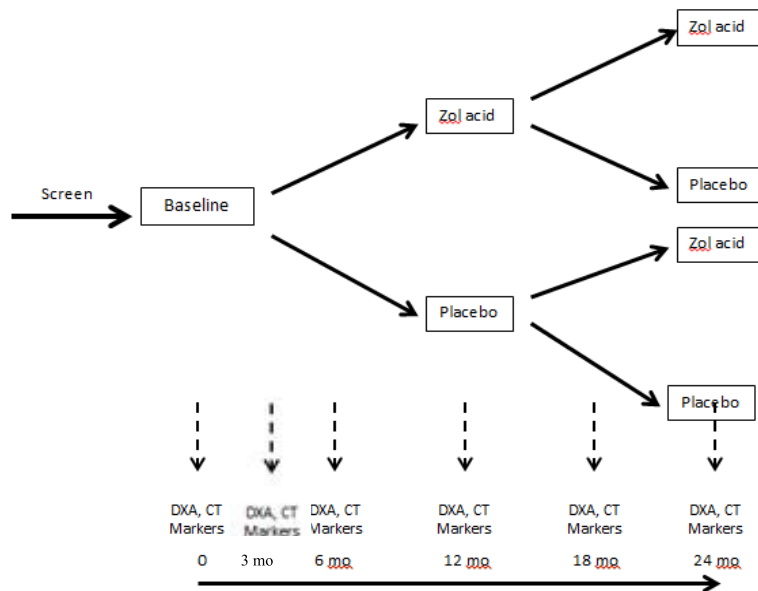 Zol acid
Zol acid
Screen
Baseline
Placebo
Zol acid
Placebo
Placebo
DXA, CT
Markers
DXA, CT
Markers
DXA, CT
Markers
DXA, CT
Markers
DXA, CT
Markers
DXA, CT
Markers
0
3 mo
6 mo
12 mo
18 mo
24 mo